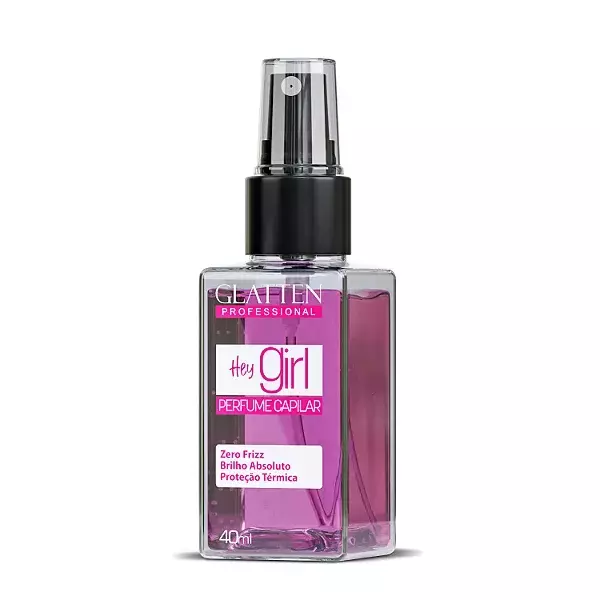 GLATTEN
PROFESSIONAL
Hey girl
PERFUME CAPILAR
Zero Frizz
Brilho Absoluto
Proteção Térmica
40ml